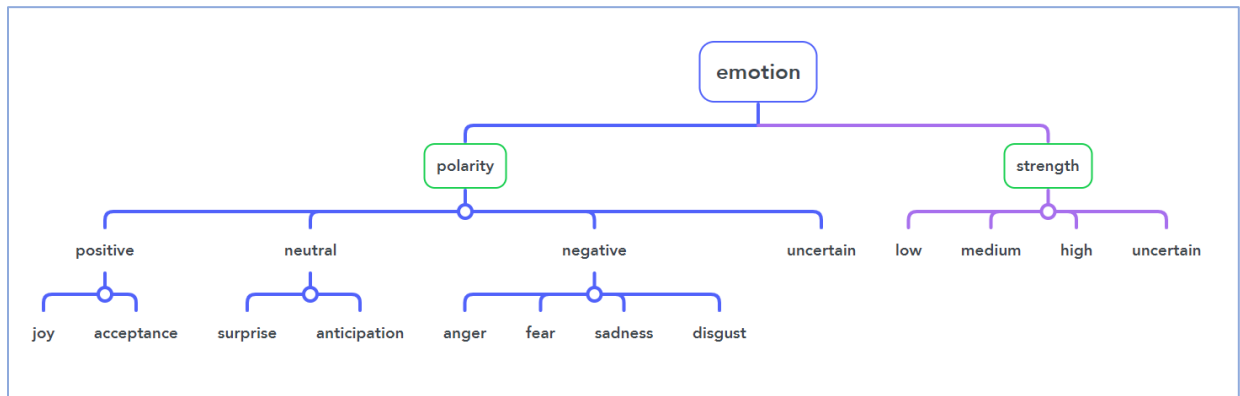 emotion
polarity strength
positive neutral negative uncertain low medium high uncertain
joy acceptance surprise anticipation anger fear sadness disgust